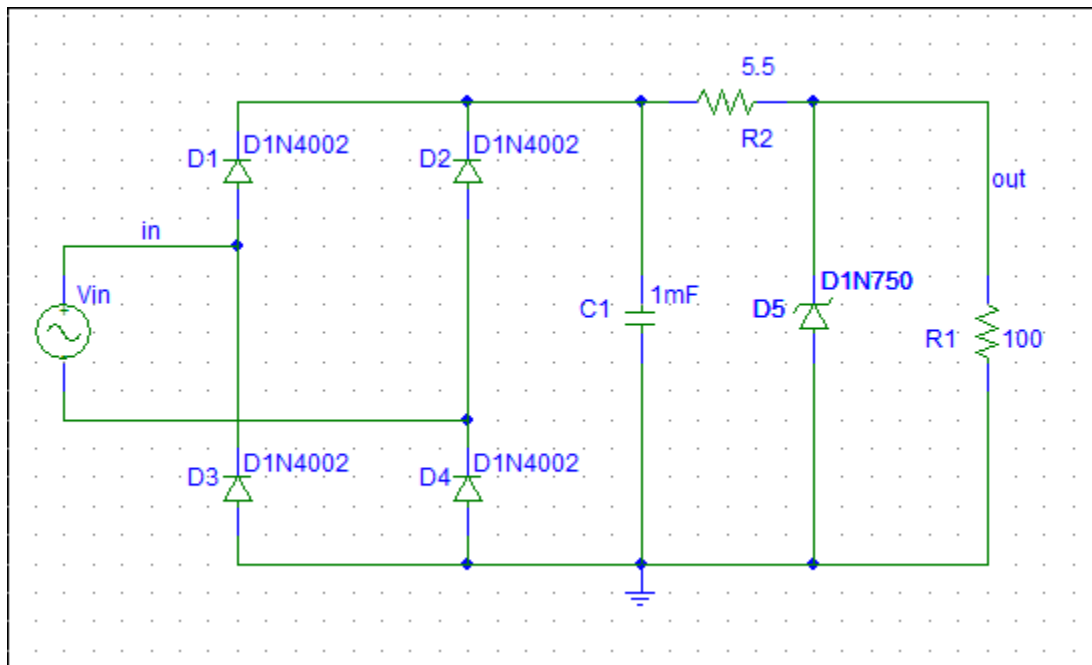 5.5
D1N4002
D1N4002
D1
D2
R2
out
in
Vin
D1N750
1mF
C1
D5
R1
100
D1N4002
D1N4002
D3
D4